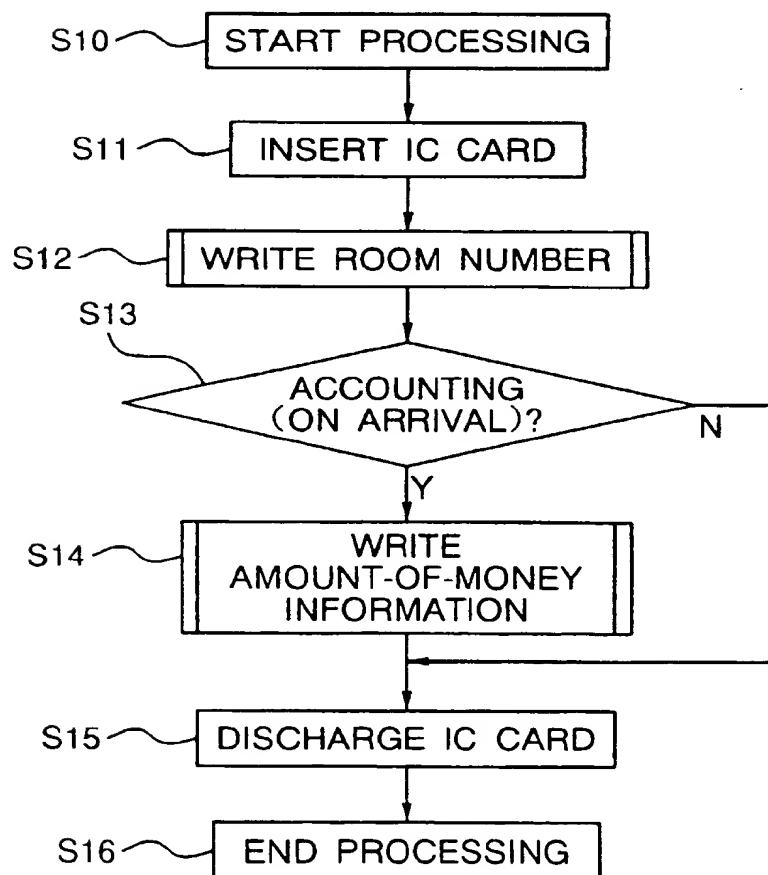 S10
START PROCESSING
S11
INSERT IC CARD
S12
WRITE ROOM NUMBER
S13
ACCOUNTING
(ON ARRIVAL)?
N
Y
S14
WRITE
AMOUNT-OF-MONEY
INFORMATION
S15
DISCHARGE IC CARD
S16
END PROCESSING